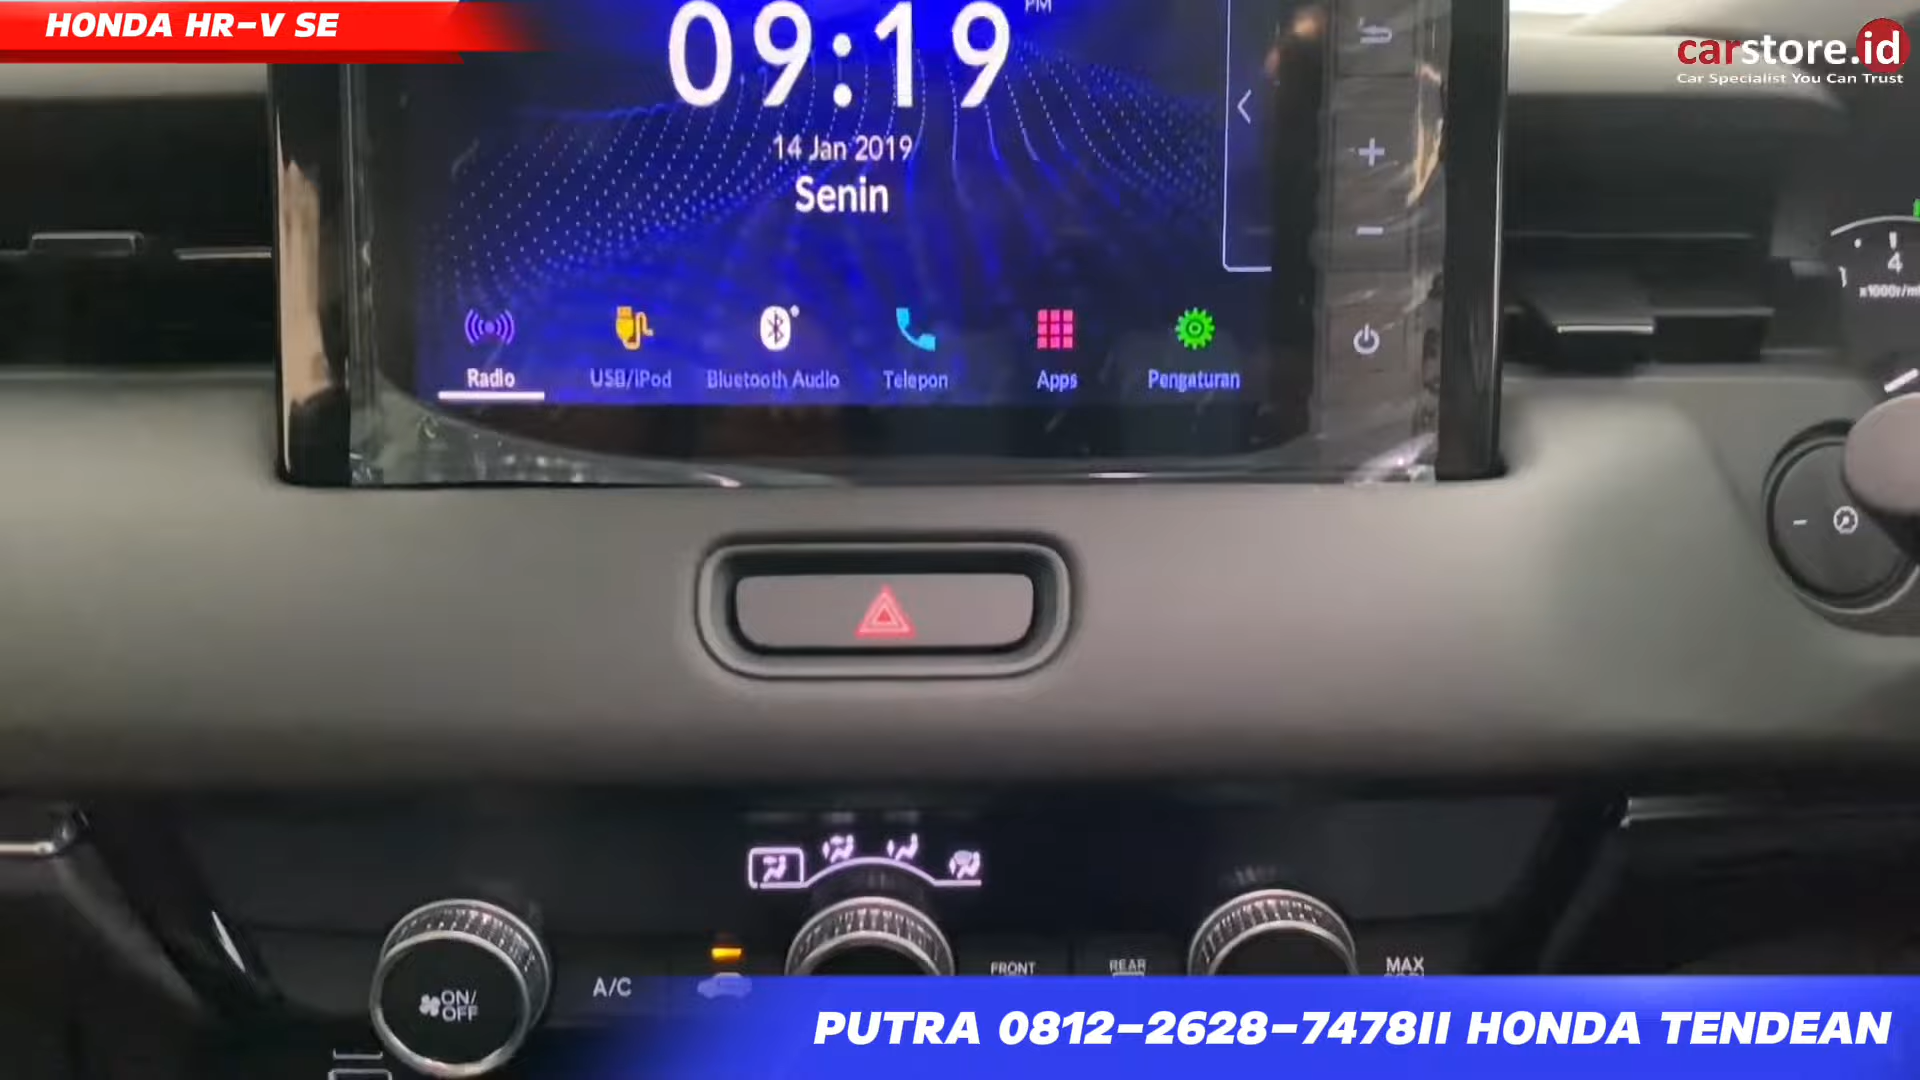 HONDA HR-V SE
carstore.id
Car Specialist You Can Trust
PM
09:19
14 Jan 2019
Senin
Radio
USB/iPod
Bluetooth Audio
Telepon
Apps
Pengaturan
+
-
1
4
x1000r/m
-
ON/
OFF
A/C
FRONT
REAR
MAX
PUTRA 0812-2628-7478II HONDA TENDEAN